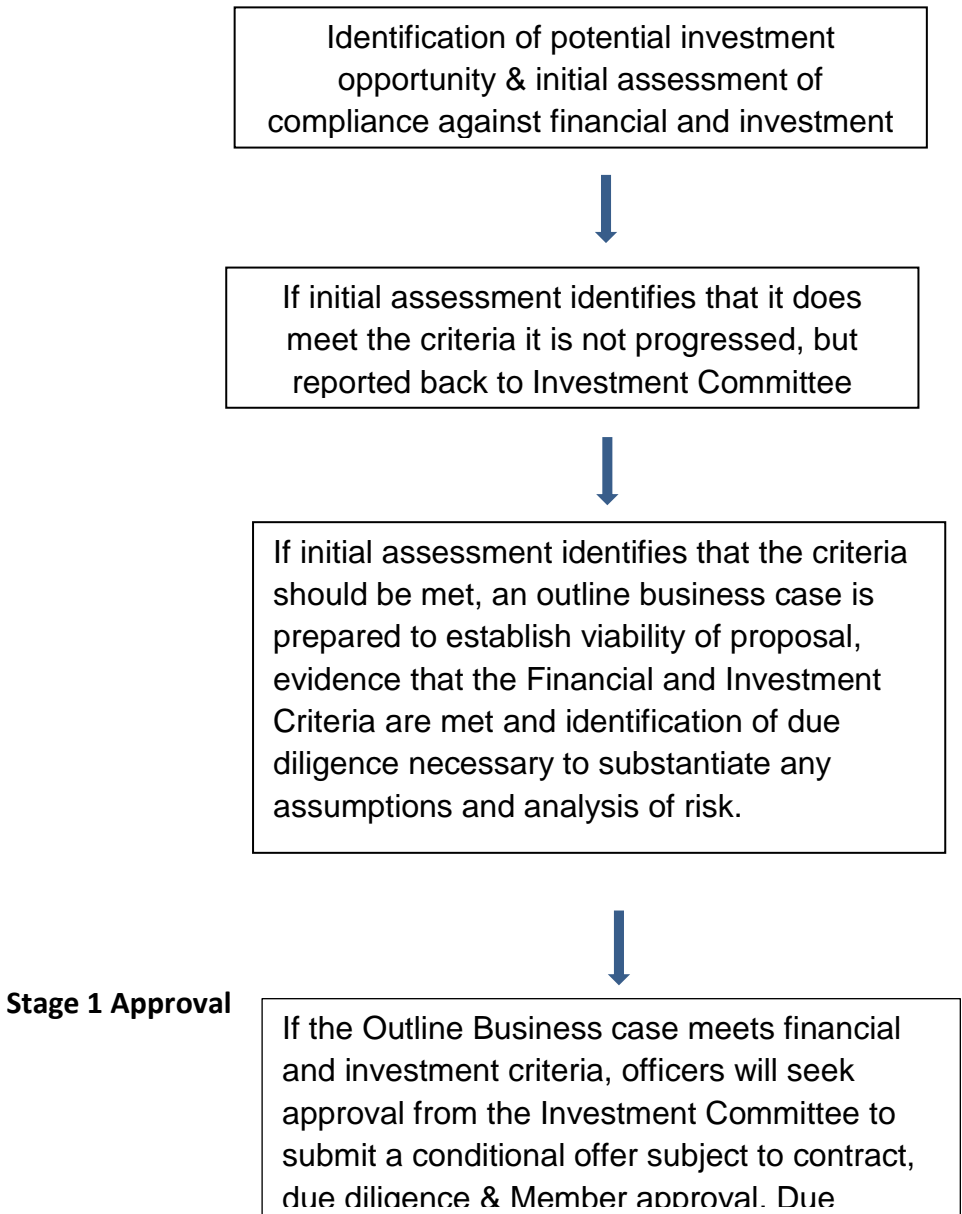 Identification of potential investment
opportunity & initial assessment of
compliance against financial and investment
If initial assessment identifies that it does
meet the criteria it is not progressed, but
reported back to Investment Committee
If initial assessment identifies that the criteria
should be met, an outline business case is
prepared to establish viability of proposal,
evidence that the Financial and Investment
Criteria are met and identification of due
diligence necessary to substantiate any
assumptions and analysis of risk.
Stage 1 Approval
If the Outline Business case meets financial
and investment criteria, officers will seek
approval from the Investment Committee to
submit a conditional offer subject to contract,
due diligence & Member approval. Due